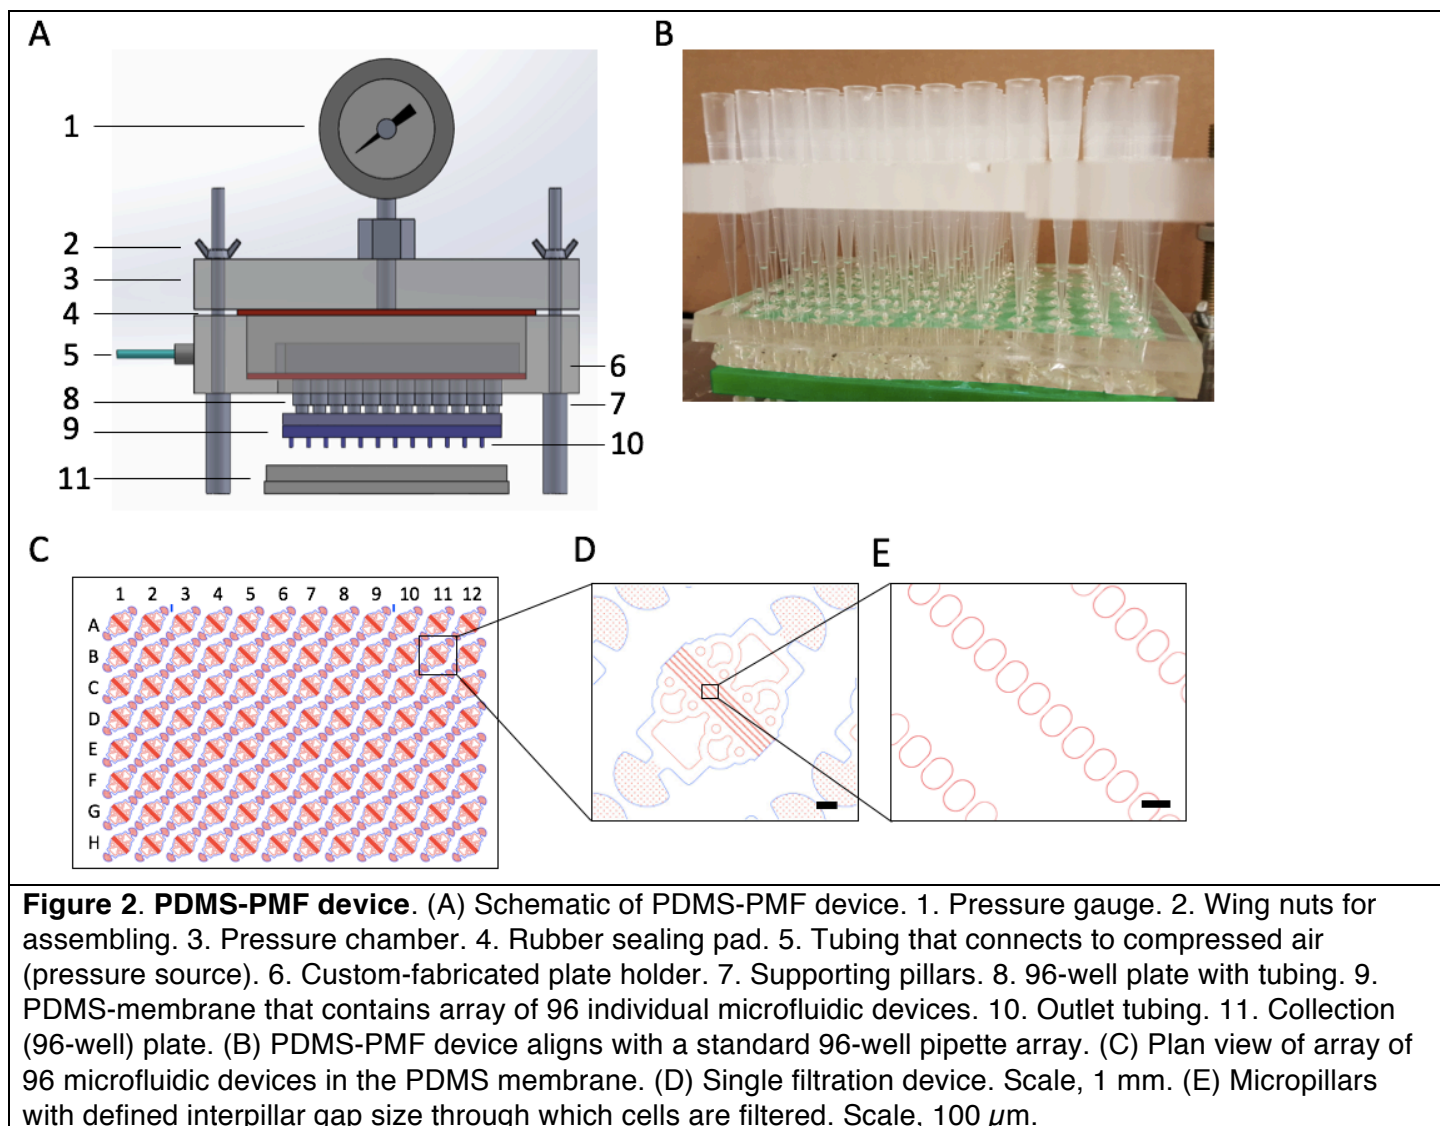 A
B
1
2
3
4
5
6
8
7
9
10
11
C
D
E
1 2 3 4 5 6 7 8 9 10 11 12
A
B
C
D
E
F
G
H
Figure 2. PDMS-PMF device. (A) Schematic of PDMS-PMF device. 1. Pressure gauge. 2. Wing nuts for
assembling. 3. Pressure chamber. 4. Rubber sealing pad. 5. Tubing that connects to compressed air
(pressure source). 6. Custom-fabricated plate holder. 7. Supporting pillars. 8. 96-well plate with tubing. 9.
PDMS-membrane that contains array of 96 individual microfluidic devices. 10. Outlet tubing. 11. Collection
(96-well) plate. (B) PDMS-PMF device aligns with a standard 96-well pipette array. (C) Plan view of array of
96 microfluidic devices in the PDMS membrane. (D) Single filtration device. Scale, 1 mm. (E) Micropillars
with defined interpillar gap size through which cells are filtered. Scale, 100 µm.